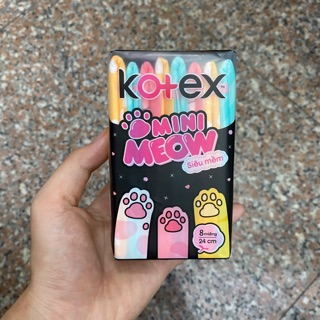 kotex
MINI
MEOW
Siêu mềm
8 miếng
24 cm